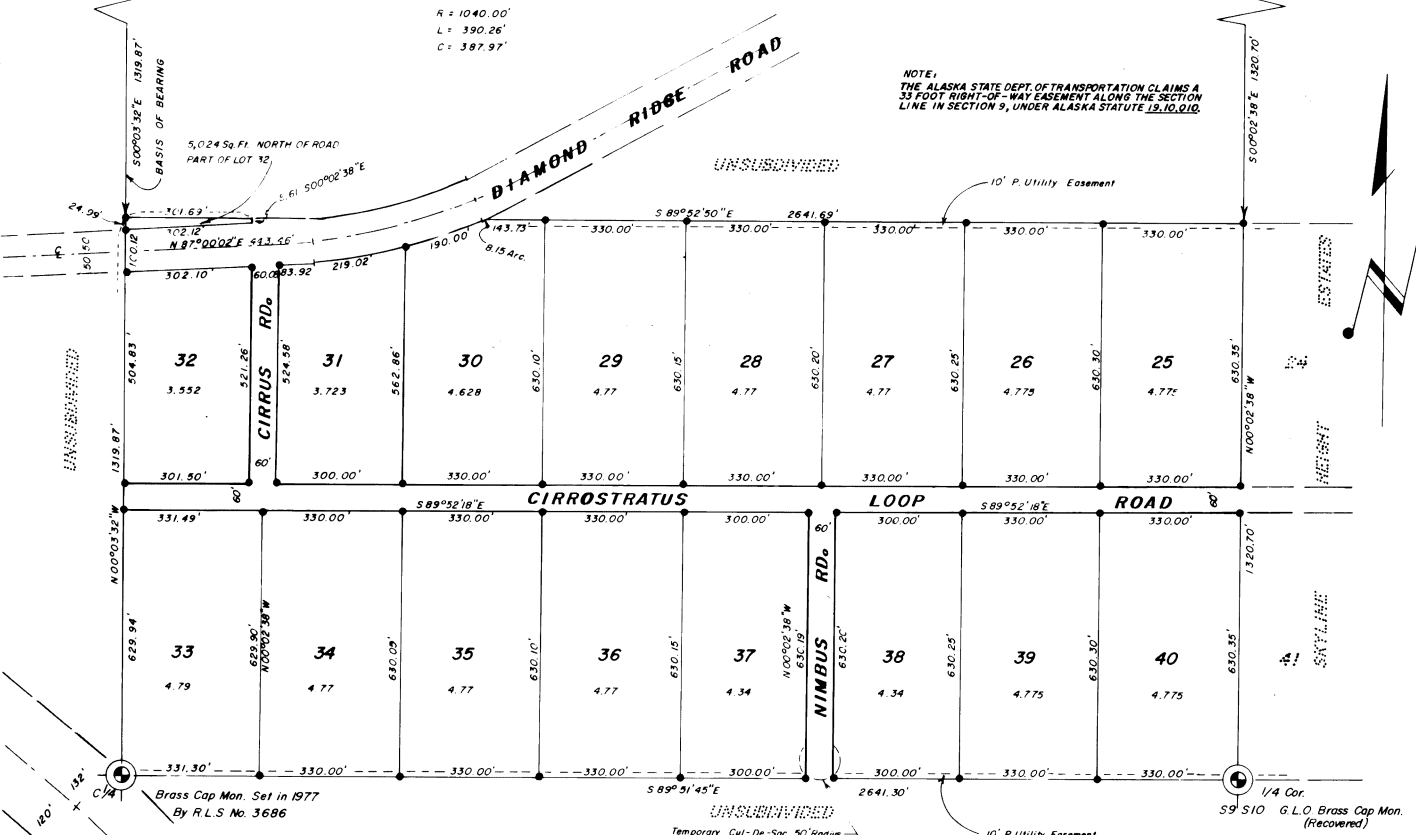 R = 1040.00'
L = 390.26'
C = 387.97'
S00°03'32"E 1319.87'
BASIS OF BEARING
S00°02'38"E 1320.70'
NOTE:
THE ALASKA STATE DEPT. OF TRANSPORTATION CLAIMS A
33 FOOT RIGHT-OF-WAY EASEMENT ALONG THE SECTION
LINE IN SECTION 9, UNDER ALASKA STATUTE 19.10.010.
5,024 Sq.Ft. NORTH OF ROAD
PART OF LOT 32
5.61 S00°02'38"E
DIAMOND RIDGE ROAD
UNSUBDIVIDED
10' P. Utility Easement
24.99'
301.69'
302.12'
N 87°00'02"E 443.46'
50 50
100.12'
302.10'
60.08
83.92
219.02'
190.00'
143.73'
8.15 Arc.
S 89°52'50"E 2641.69'
330.00' 330.00' 330.00' 330.00' 330.00'
ESTATES
UNSUBDIVIDED
504.83'
32
3.552
521.26'
CIRRUS RD.
524.58'
31
3.723
562.86'
30
4.628
630.10'
29
4.77
630.15'
28
4.77
630.20'
27
4.77
630.25'
26
4.775
630.30'
25
4.775
630.35'
N00°02'38"W
24
HEIGHT
1319.87'
301.50'
60'
300.00' 330.00' 330.00' 330.00' 330.00' 330.00' 330.00'
60'
S 89°52'18"E
CIRROSTRATUS LOOP ROAD
S 89°52'18"E
60'
N00°03'32"W
331.49' 330.00' 330.00' 330.00' 300.00'
60'
300.00' 330.00' 330.00'
1320.70'
629.94'
33
4.79
629.90'
N00°02'38"W
34
4.77
630.09'
35
4.77
630.10'
36
4.77
630.15'
37
4.34
N00°02'38"W
630.19'
NIMBUS RD.
630.20'
38
4.34
630.25'
39
4.775
630.30'
40
4.775
630.35'
41
SKYLINE
331.30' 330.00' 330.00' 330.00' 300.00' 300.00' 330.00' 330.00'
S 89°51'45"E
2641.30'
132'
120'
C 1/4
Brass Cap Mon. Set in 1977
By R.L.S No. 3686
UNSUBDIVIDED
1/4 Cor.
S9 S10 G.L.O. Brass Cap Mon.
(Recovered)
Temporary Cul-De-Sac 50' Radius
10' P. Utility Easement